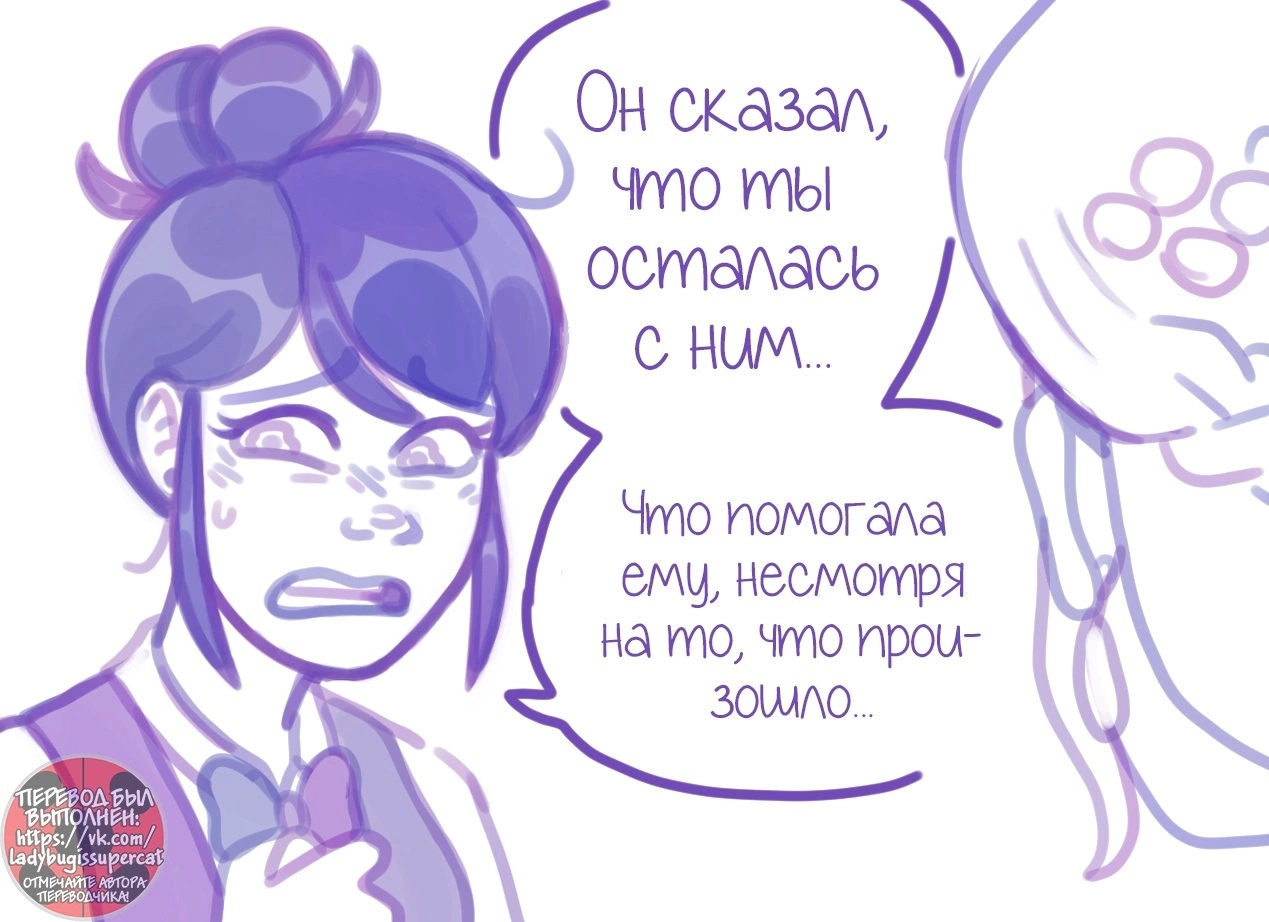 Он сказал,
что ты
осталась
с ним...
Что помогала
ему, несмотря
на то, что прои-
зошло...
ПЕРЕВОД БЫЛ
ВЫПОЛНЕН:
https://vk.com/
ladybugissupercat
ОТМЕЧАЙТЕ АВТОРА
ПЕРЕВОДЧИКА!